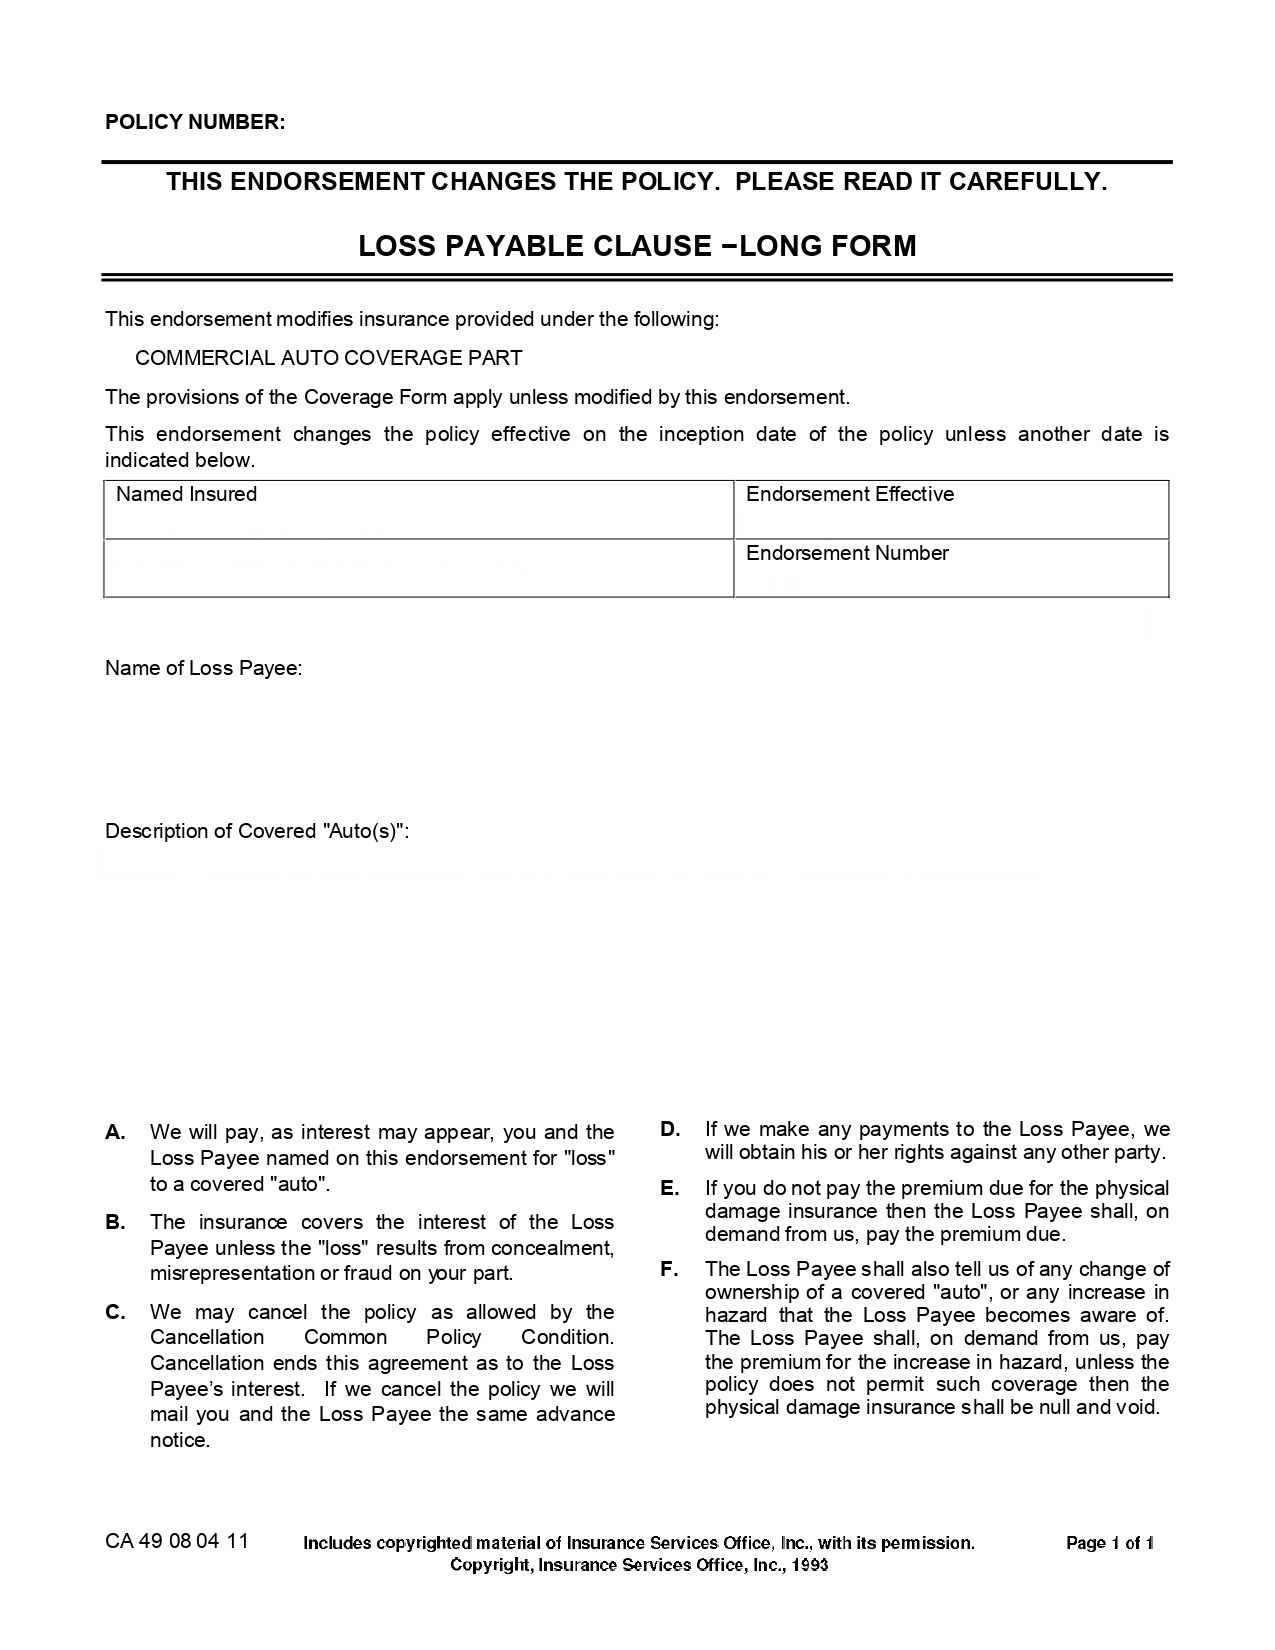 POLICY NUMBER:
THIS ENDORSEMENT CHANGES THE POLICY.  PLEASE READ IT CAREFULLY.
LOSS PAYABLE CLAUSE −LONG FORM
This endorsement modifies insurance provided under the following:
COMMERCIAL AUTO COVERAGE PART
The provisions of the Coverage Form apply unless modified by this endorsement.
This endorsement changes the policy effective on the inception date of the policy unless another date is
indicated below.
Named Insured
Endorsement Effective
Endorsement Number
Name of Loss Payee:
Description of Covered "Auto(s)":
A. We will pay, as interest may appear, you and the
Loss Payee named on this endorsement for "loss"
to a covered "auto".
B. The insurance covers the interest of the Loss
Payee unless the "loss" results from concealment,
misrepresentation or fraud on your part.
C. We may cancel the policy as allowed by the
Cancellation Common Policy Condition.
Cancellation ends this agreement as to the Loss
Payee’s interest.  If we cancel the policy we will
mail you and the Loss Payee the same advance
notice.
D. If we make any payments to the Loss Payee, we
will obtain his or her rights against any other party.
E. If you do not pay the premium due for the physical
damage insurance then the Loss Payee shall, on
demand from us, pay the premium due.
F. The Loss Payee shall also tell us of any change of
ownership of a covered "auto", or any increase in
hazard that the Loss Payee becomes aware of.
The Loss Payee shall, on demand from us, pay
the premium for the increase in hazard, unless the
policy does not permit such coverage then the
physical damage insurance shall be null and void.
CA 49 08 04 11
Includes copyrighted material of Insurance Services Office, Inc., with its permission.
Page 1 of 1
Copyright, Insurance Services Office, Inc., 1993